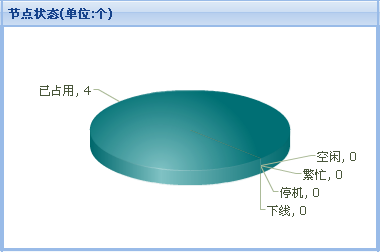 节点状态(单位:个)
已占用, 4
空闲, 0
繁忙, 0
停机, 0
下线, 0